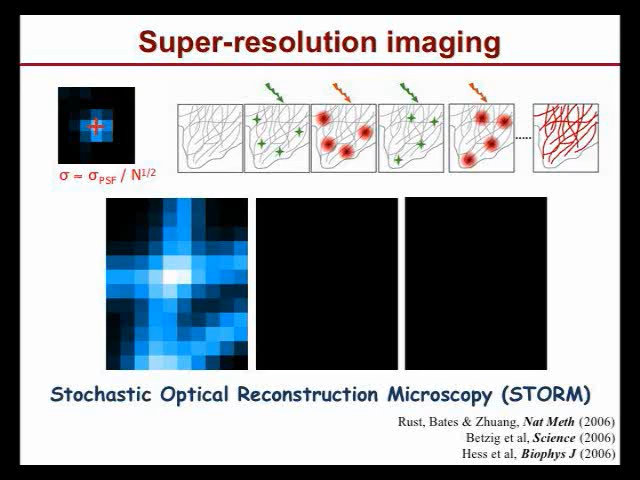 Super-resolution imaging
σ ≈ σPSF / N1/2
Stochastic Optical Reconstruction Microscopy (STORM)
Rust, Bates & Zhuang, Nat Meth (2006)
Betzig et al, Science (2006)
Hess et al, Biophys J (2006)